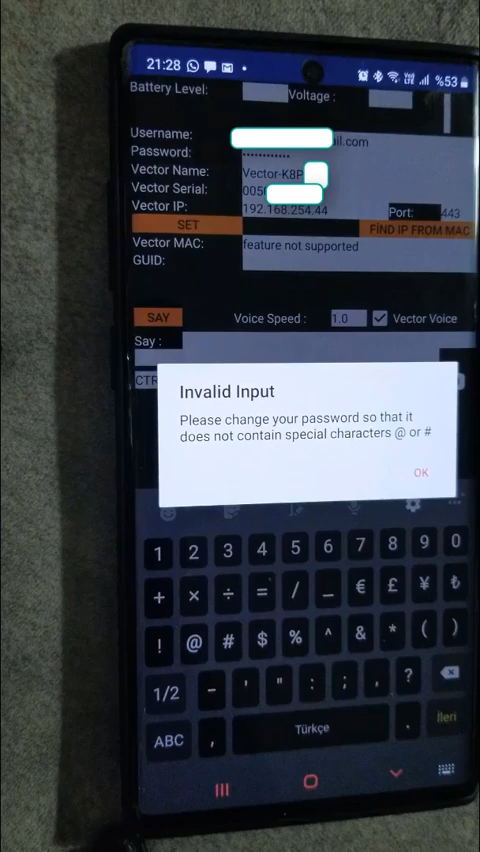 21:28 %53
Battery Level: Voltage :
Username: il.com
Password: ••••••••••••
Vector Name: Vector-K8P
Vector Serial: 005
Vector IP: 192.168.254.44 Port: 443
SET FİND IP FROM MAC
Vector MAC: feature not supported
GUID:
SAY Voice Speed : 1.0 Vector Voice
Say :
CTR
Invalid Input
Please change your password so that it
does not contain special characters @ or #
OK
1 2 3 4 5 6 7 8 9 0
+ × ÷ = / _ € £ ¥ ₺
! @ # $ % ^ & * ( )
1/2 - ' " : ; , ?
ABC , Türkçe . İleri